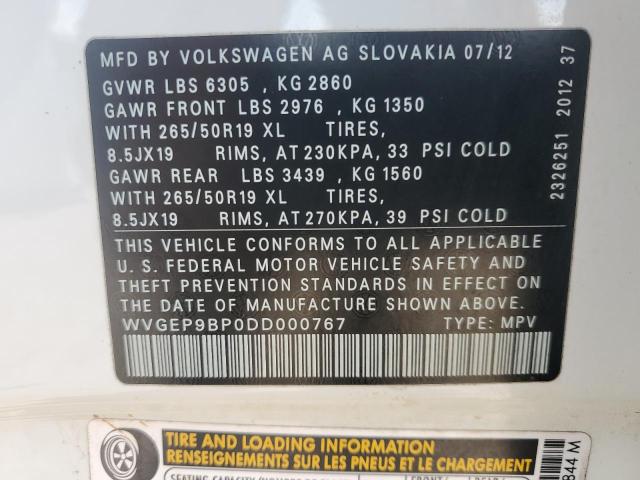 MFD BY VOLKSWAGEN AG SLOVAKIA 07/12
GVWR LBS 6305 , KG 2860
GAWR FRONT LBS 2976 , KG 1350
WITH 265/50R19 XL TIRES,
8.5JX19 RIMS, AT 230KPA, 33 PSI COLD
GAWR REAR LBS 3439 , KG 1560
WITH 265/50R19 XL TIRES,
8.5JX19 RIMS, AT 270KPA, 39 PSI COLD
THIS VEHICLE CONFORMS TO ALL APPLICABLE
U. S. FEDERAL MOTOR VEHICLE SAFETY AND
THEFT PREVENTION STANDARDS IN EFFECT ON
THE DATE OF MANUFACTURE SHOWN ABOVE.
WVGEP9BP0DD000767 TYPE: MPV
2326251 2012 37
TIRE AND LOADING INFORMATION
RENSEIGNEMENTS SUR LES PNEUS ET LE CHARGEMENT
SEATING CAPACITY
844 M